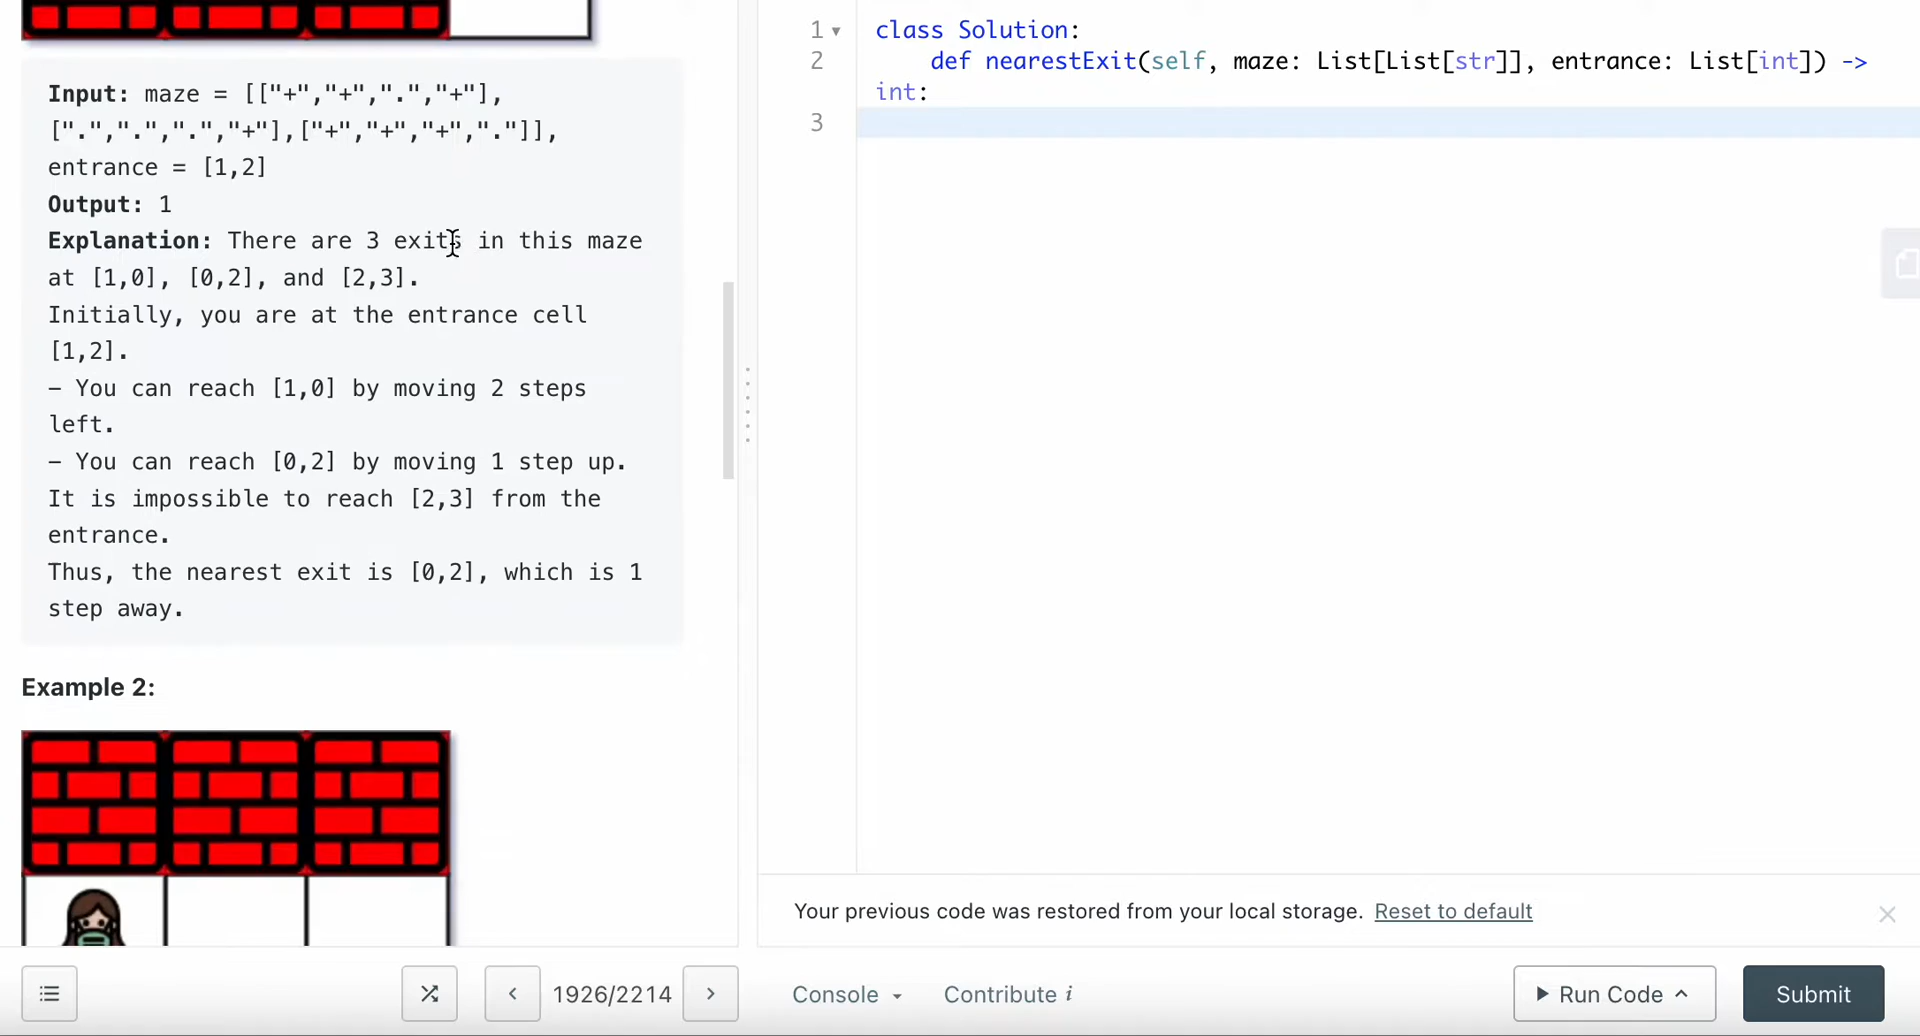 Input: maze = [["+","+",".","+"],
[".",".",".","+"],["+","+","+","."]],
entrance = [1,2]
Output: 1
Explanation: There are 3 exits in this maze
at [1,0], [0,2], and [2,3].
Initially, you are at the entrance cell
[1,2].
– You can reach [1,0] by moving 2 steps
left.
– You can reach [0,2] by moving 1 step up.
It is impossible to reach [2,3] from the
entrance.
Thus, the nearest exit is [0,2], which is 1
step away.
Example 2:
1926/2214
1 class Solution:
2 def nearestExit(self, maze: List[List[str]], entrance: List[int]) ->
int:
3
Your previous code was restored from your local storage. Reset to default
Console Contribute i
Run Code Submit